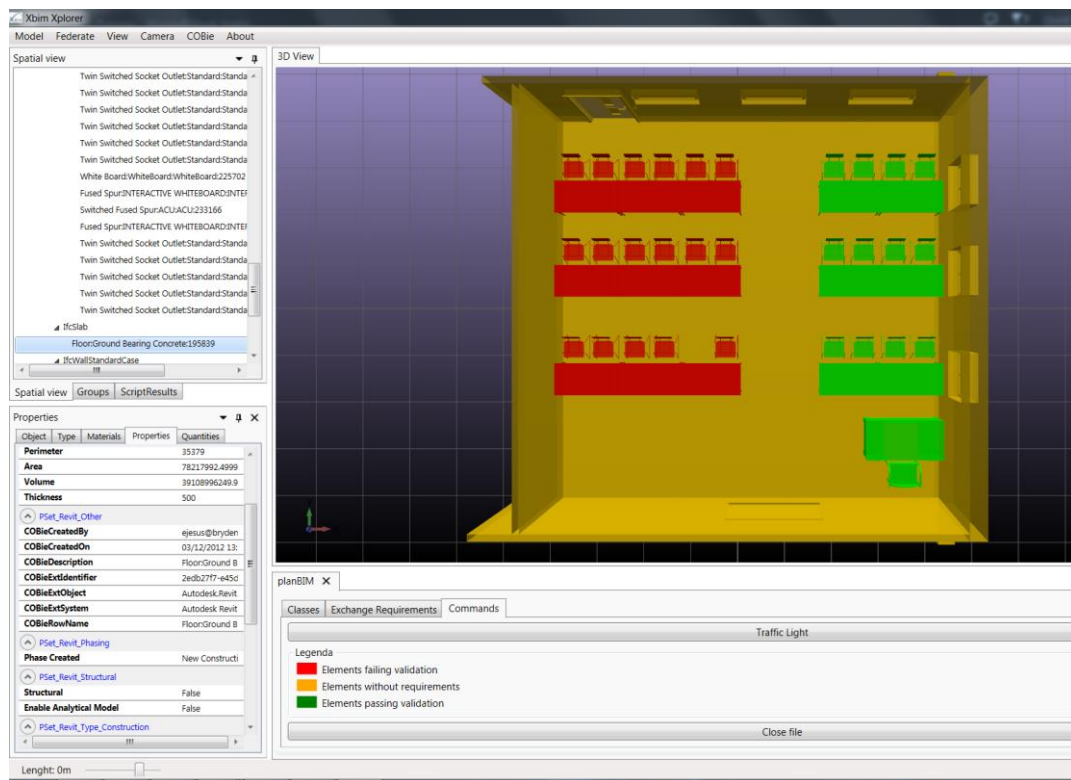 Xbim Xplorer
Model Federate View Camera COBie About
Spatial view
Twin Switched Socket Outlet:Standard:Standa
Twin Switched Socket Outlet:Standard:Standa
Twin Switched Socket Outlet:Standard:Standa
Twin Switched Socket Outlet:Standard:Standa
Twin Switched Socket Outlet:Standard:Standa
Twin Switched Socket Outlet:Standard:Standa
White Board:WhiteBoard:WhiteBoard:225702
Fused Spur:INTERACTIVE WHITEBOARD:INTEF
Switched Fused Spur:ACU:ACU:233166
Fused Spur:INTERACTIVE WHITEBOARD:INTEF
Twin Switched Socket Outlet:Standard:Standa
Twin Switched Socket Outlet:Standard:Standa
Twin Switched Socket Outlet:Standard:Standa
Twin Switched Socket Outlet:Standard:Standa
Twin Switched Socket Outlet:Standard:Standa
IfcSlab
Floor:Ground Bearing Concrete:195839
IfcWallStandardCase
Spatial view Groups ScriptResults
Properties
Object Type Materials Properties Quantities
Perimeter 35379
Area 78217992.4999
Volume 39108996249.9
Thickness 500
PSet_Revit_Other
COBieCreatedBy ejesus@bryden
COBieCreatedOn 03/12/2012 13:
COBieDescription Floor:Ground B
COBieExtIdentifier 2edb27f7-e45d
COBieExtObject Autodesk.Revit
COBieExtSystem Autodesk Revit
COBieRowName Floor:Ground B
PSet_Revit_Phasing
Phase Created New Constructi
PSet_Revit_Structural
Structural False
Enable Analytical Model False
PSet_Revit_Type_Construction
Lenght: 0m
3D View
planBIM
Classes Exchange Requirements Commands
Traffic Light
Legenda
Elements failing validation
Elements without requirements
Elements passing validation
Close file